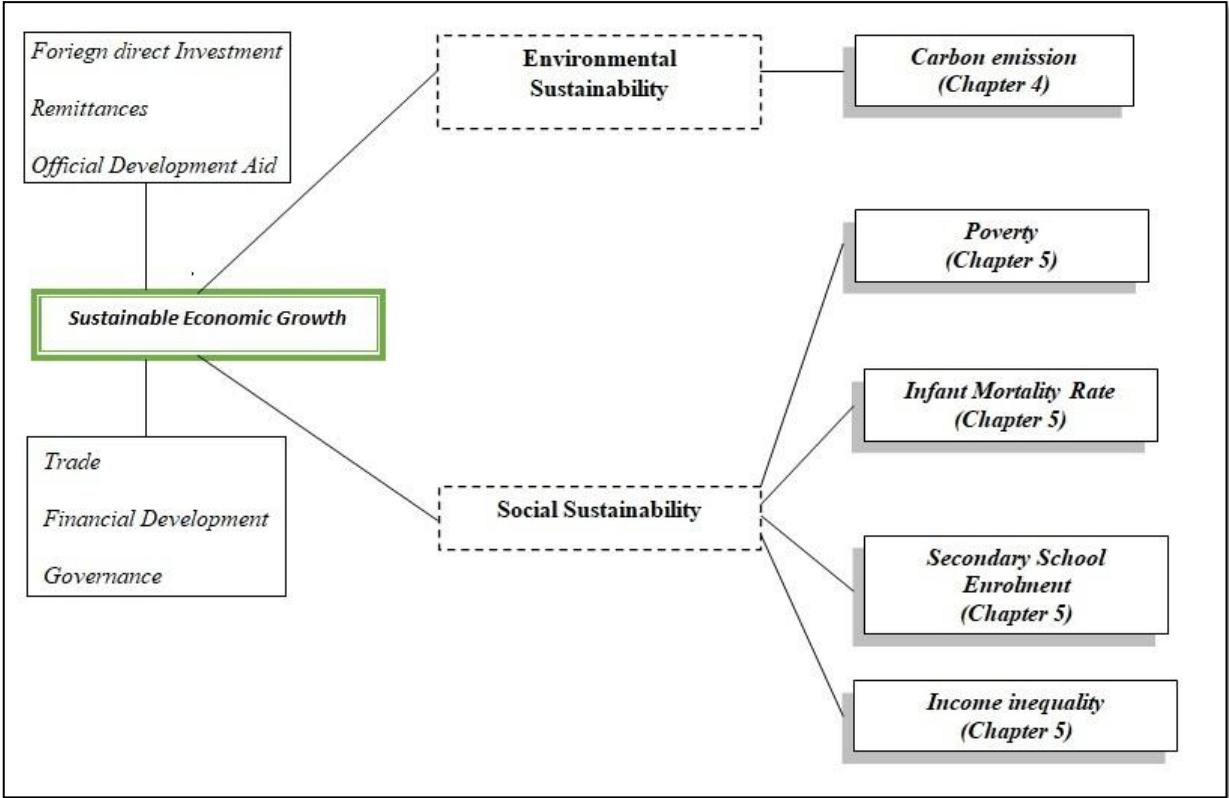 Foriegn direct Investment
Remittances
Official Development Aid
Sustainable Economic Growth
Trade
Financial Development
Governance
Environmental
Sustainability
Social Sustainability
Carbon emission
(Chapter 4)
Poverty
(Chapter 5)
Infant Mortality Rate
(Chapter 5)
Secondary School
Enrolment
(Chapter 5)
Income inequality
(Chapter 5)